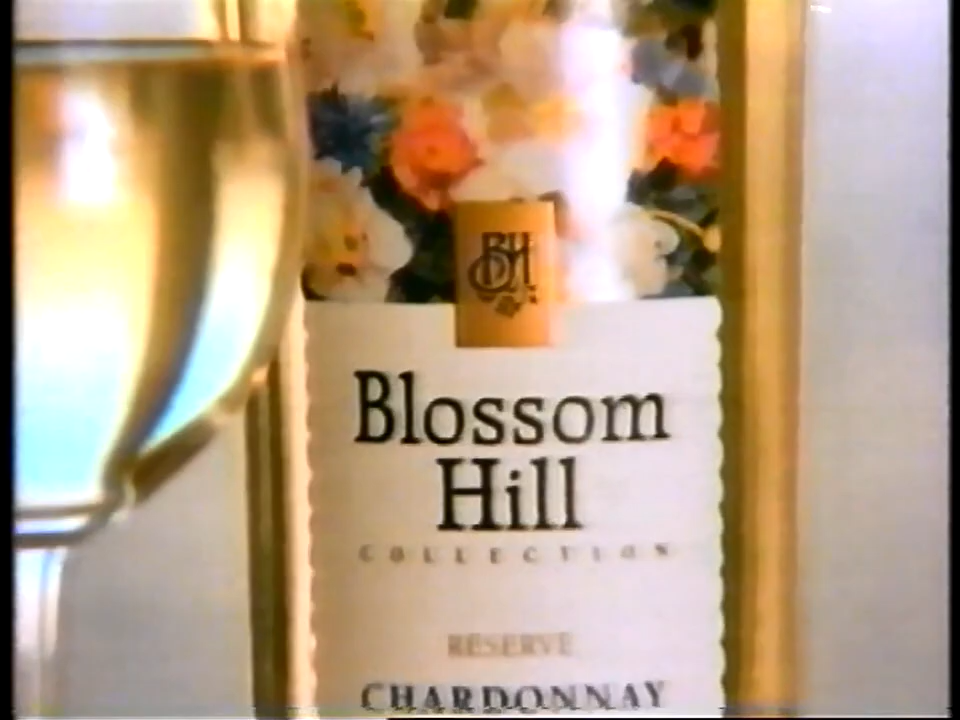 BH
Blossom
Hill
COLLECTION
RESERVE
CHARDONNAY